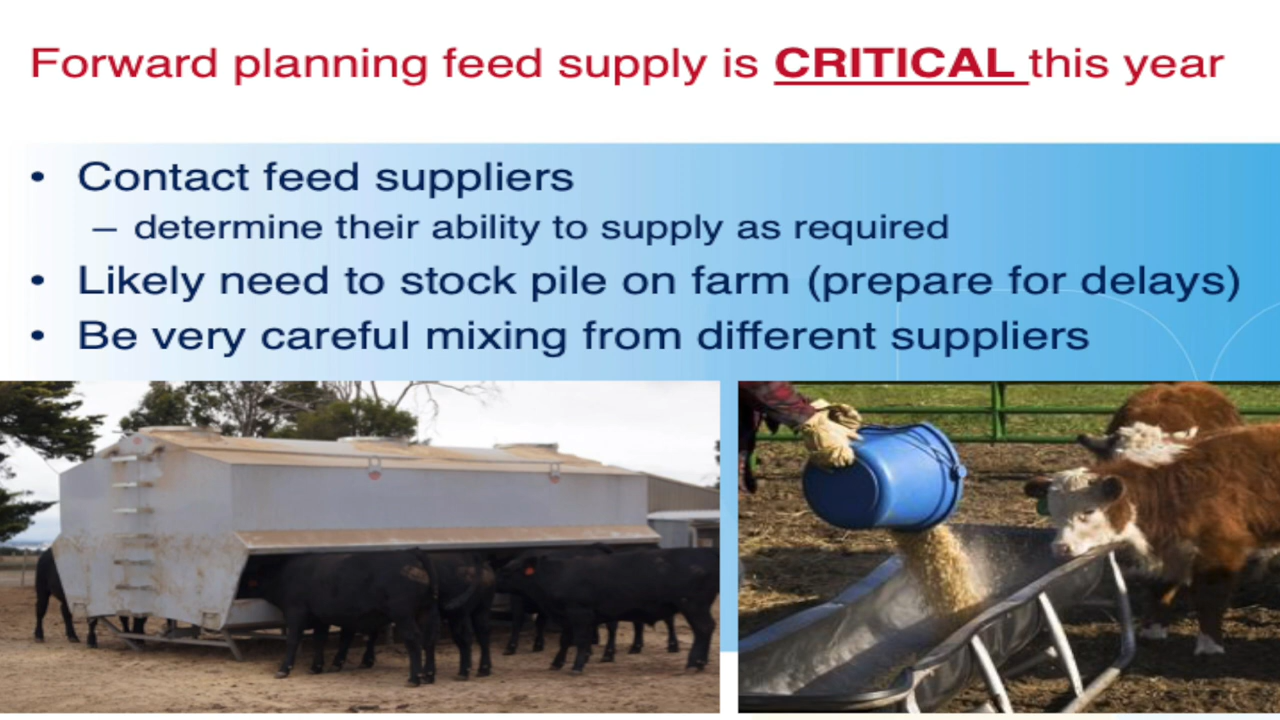 Forward planning feed supply is CRITICAL this year
• Contact feed suppliers
– determine their ability to supply as required
• Likely need to stock pile on farm (prepare for delays)
• Be very careful mixing from different suppliers